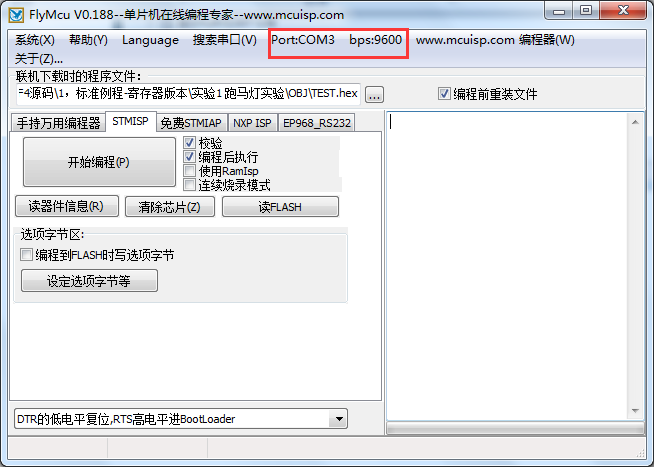 FlyMcu V0.188--单片机在线编程专家--www.mcuisp.com
系统(X) 帮助(Y) Language 搜索串口(V) Port:COM3 bps:9600 www.mcuisp.com 编程器(W)
关于(Z)...
联机下载时的程序文件:
F4源码\1，标准例程-寄存器版本\实验1 跑马灯实验\OBJ\TEST.hex ... 编程前重装文件
手持万用编程器 STMISP 免费STMIAP NXP ISP EP968_RS232
开始编程(P)
校验
编程后执行
使用RamIsp
连续烧录模式
读器件信息(R) 清除芯片(Z) 读FLASH
选项字节区:
编程到FLASH时写选项字节
设定选项字节等
DTR的低电平复位,RTS高电平进BootLoader